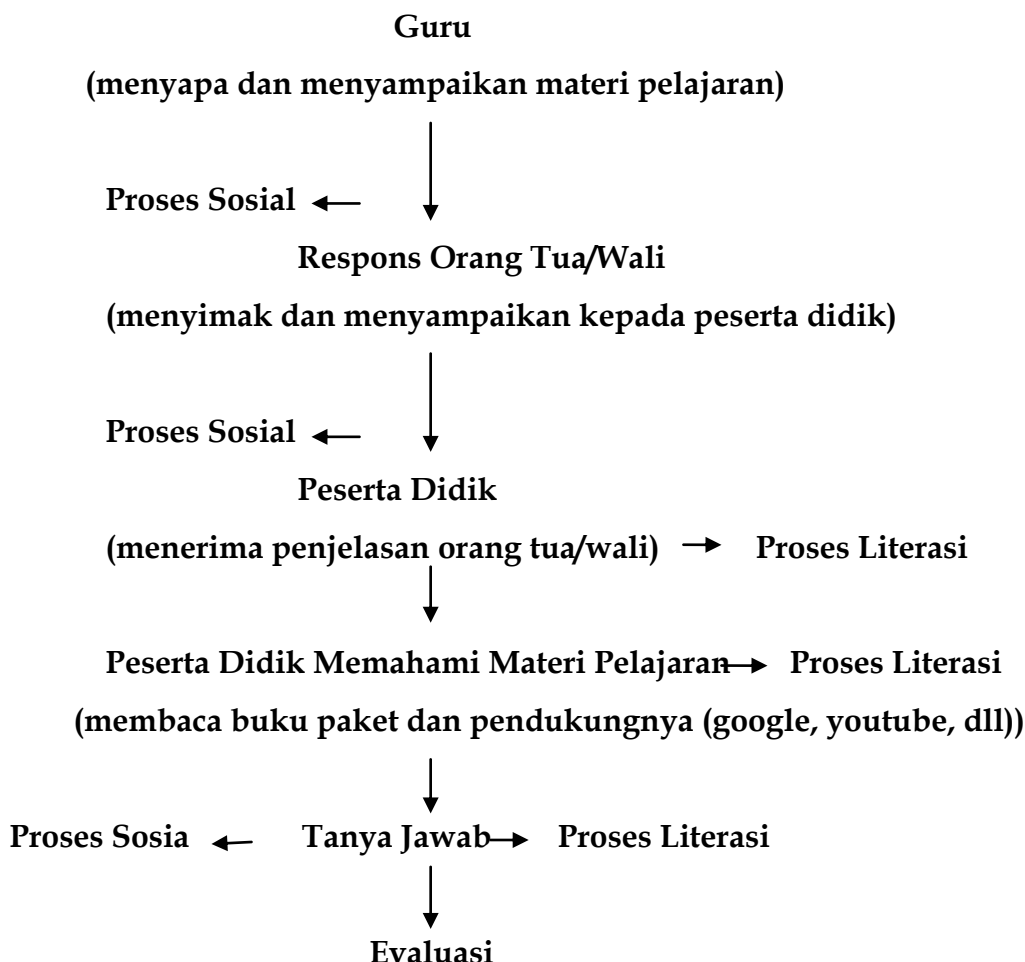 Guru
(menyapa dan menyampaikan materi pelajaran)
Proses Sosial
Respons Orang Tua/Wali
(menyimak dan menyampaikan kepada peserta didik)
Proses Sosial
Peserta Didik
(menerima penjelasan orang tua/wali) Proses Literasi
Peserta Didik Memahami Materi Pelajaran Proses Literasi
(membaca buku paket dan pendukungnya (google, youtube, dll))
Proses Sosia Tanya Jawab Proses Literasi
Evaluasi